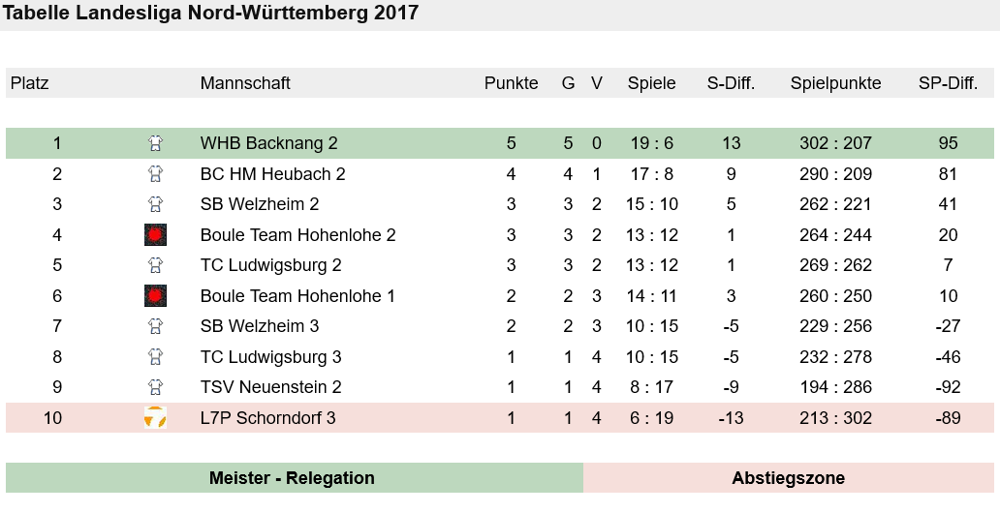 Tabelle Landesliga Nord-Württemberg 2017
Platz Mannschaft Punkte G V Spiele S-Diff. Spielpunkte SP-Diff.
1 WHB Backnang 2 5 5 0 19 : 6 13 302 : 207 95
2 BC HM Heubach 2 4 4 1 17 : 8 9 290 : 209 81
3 SB Welzheim 2 3 3 2 15 : 10 5 262 : 221 41
4 Boule Team Hohenlohe 2 3 3 2 13 : 12 1 264 : 244 20
5 TC Ludwigsburg 2 3 3 2 13 : 12 1 269 : 262 7
6 Boule Team Hohenlohe 1 2 2 3 14 : 11 3 260 : 250 10
7 SB Welzheim 3 2 2 3 10 : 15 -5 229 : 256 -27
8 TC Ludwigsburg 3 1 1 4 10 : 15 -5 232 : 278 -46
9 TSV Neuenstein 2 1 1 4 8 : 17 -9 194 : 286 -92
10 L7P Schorndorf 3 1 1 4 6 : 19 -13 213 : 302 -89
Meister - Relegation Abstiegszone